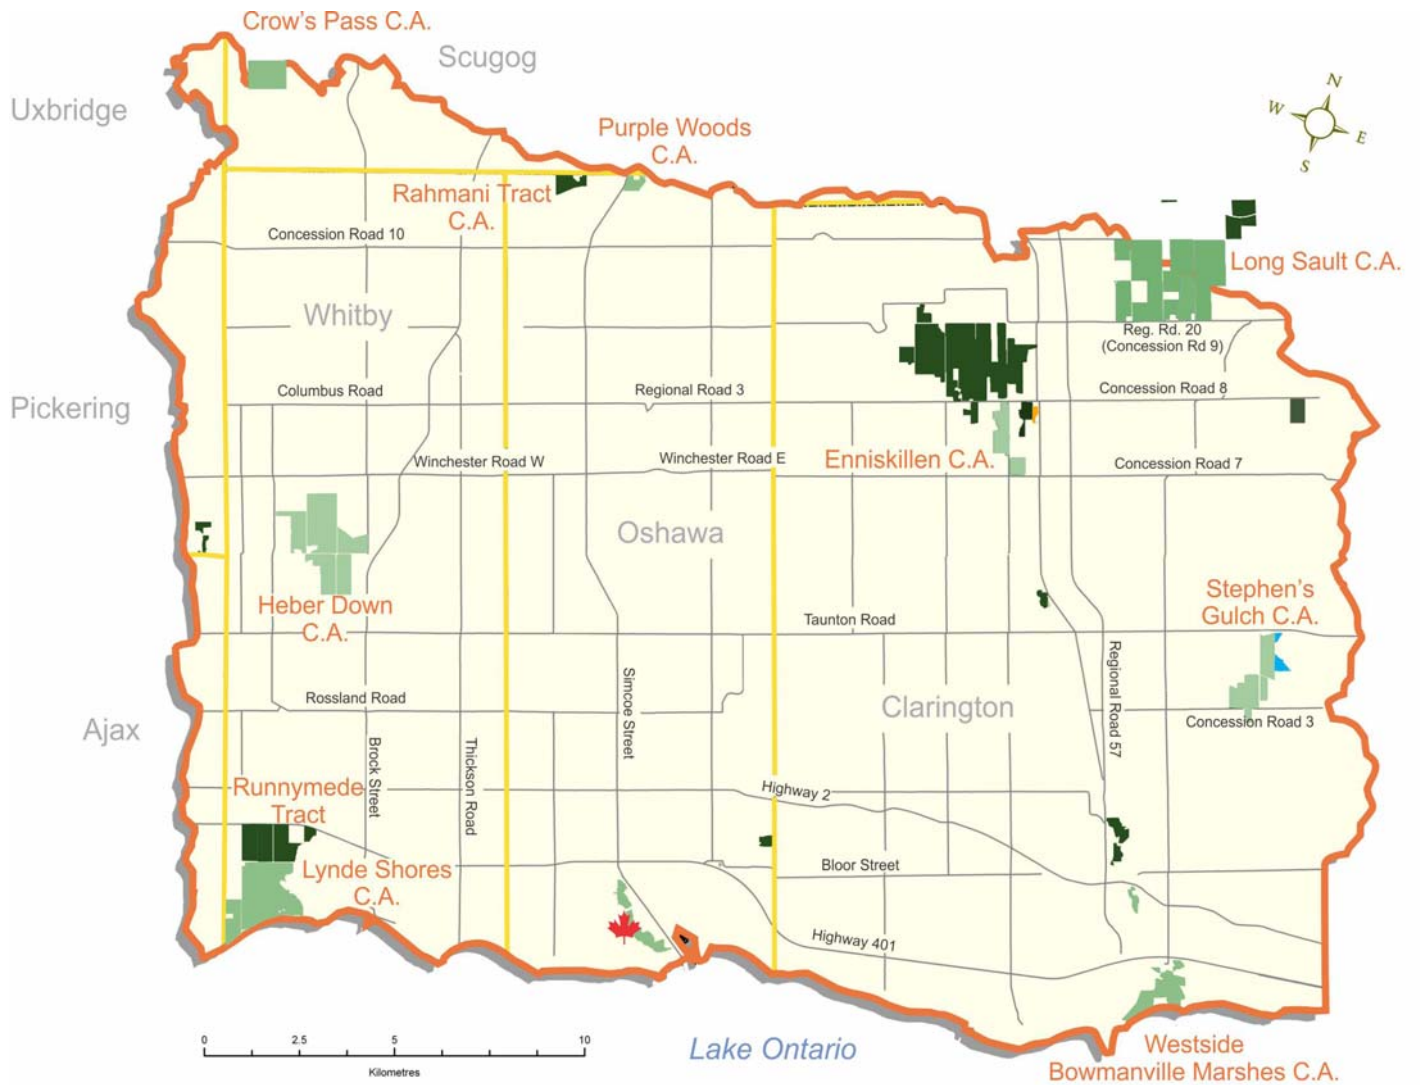 Crow's Pass C.A.
Scugog
Uxbridge
N
W
E
S
Purple Woods
C.A.
Rahmani Tract
C.A.
Concession Road 10
Long Sault C.A.
Whitby
Reg. Rd. 20
(Concession Rd 9)
Columbus Road
Regional Road 3
Concession Road 8
Pickering
Winchester Road W
Winchester Road E
Enniskillen C.A.
Concession Road 7
Oshawa
Heber Down
C.A.
Stephen's
Gulch C.A.
Taunton Road
Rossland Road
Simcoe Street
Regional Road 57
Clarington
Concession Road 3
Ajax
Brock Street
Thickson Road
Runnymede
Tract
Highway 2
Lynde Shores
C.A.
Bloor Street
Highway 401
0 2.5 5 10
Kilometres
Lake Ontario
Westside
Bowmanville Marshes C.A.